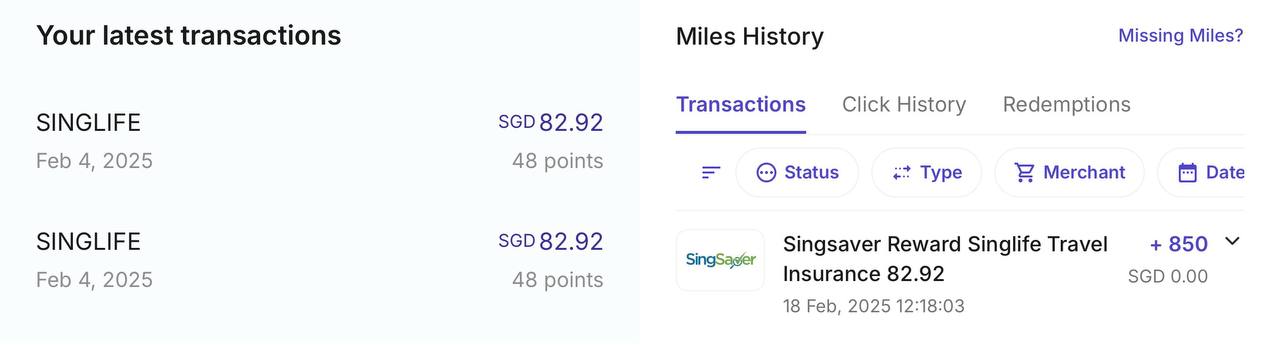 Your latest transactions
SINGLIFE SGD 82.92
Feb 4, 2025 48 points
SINGLIFE SGD 82.92
Feb 4, 2025 48 points
Miles History Missing Miles?
Transactions Click History Redemptions
Status Type Merchant Date
SingSaver
Singsaver Reward Singlife Travel + 850
Insurance 82.92 SGD 0.00
18 Feb, 2025 12:18:03